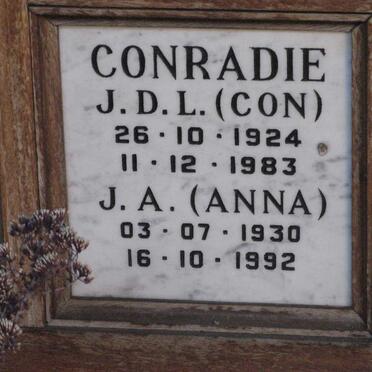 CONRADIE
J. D. L. (CON)
26 · 10 · 1924
11 · 12 · 1983
J. A. (ANNA)
03 · 07 · 1930
16 · 10 · 1992